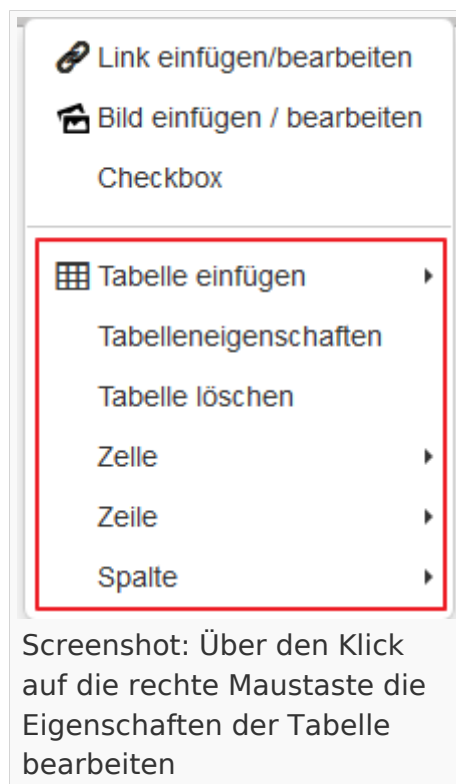 Link einfügen/bearbeiten
Bild einfügen / bearbeiten
Checkbox
Tabelle einfügen
Tabelleneigenschaften
Tabelle löschen
Zelle
Zeile
Spalte
Screenshot: Über den Klick
auf die rechte Maustaste die
Eigenschaften der Tabelle
bearbeiten